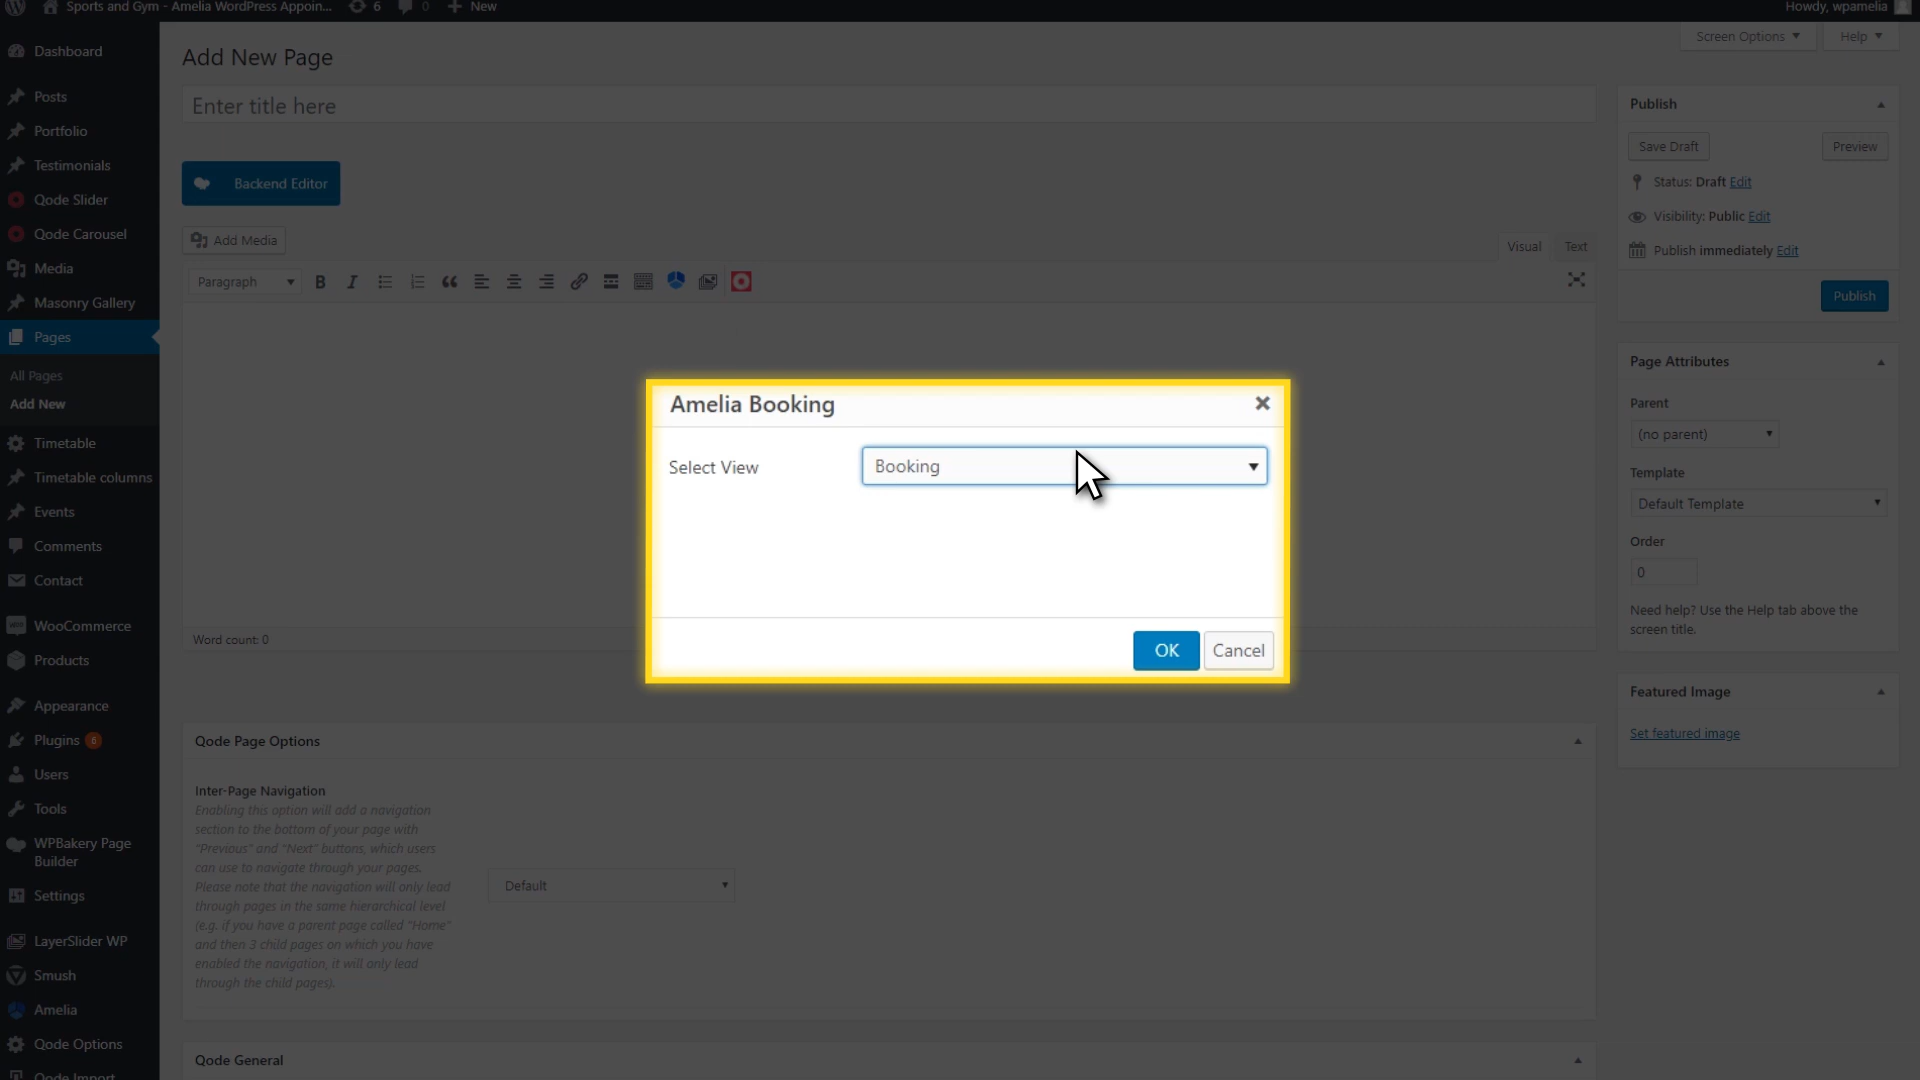 Sports and Gym - Amelia WordPress Appoin...
6
0
New
Howdy, wpamelia
Dashboard
Posts
Portfolio
Testimonials
Qode Slider
Qode Carousel
Media
Masonry Gallery
Pages
All Pages
Add New
Timetable
Timetable columns
Events
Comments
Contact
WooCommerce
Products
Appearance
Plugins 6
Users
Tools
WPBakery Page
Builder
Settings
LayerSlider WP
Smush
Amelia
Qode Options
Qode Import
Screen Options
Help
Add New Page
Enter title here
Backend Editor
Add Media
Visual
Text
Paragraph
Amelia Booking
Select View
Booking
OK
Cancel
Word count: 0
Qode Page Options
Inter-Page Navigation
Enabling this option will add a navigation
section to the bottom of your page with
"Previous" and "Next" buttons, which users
can use to navigate through your pages.
Please note that the navigation will only lead
through pages in the same hierarchical level
(e.g. if you have a parent page called "Home"
and then 3 child pages on which you have
enabled the navigation, it will only lead
through the child pages).
Default
Qode General
Publish
Save Draft
Preview
Status: Draft Edit
Visibility: Public Edit
Publish immediately Edit
Publish
Page Attributes
Parent
(no parent)
Template
Default Template
Order
0
Need help? Use the Help tab above the
screen title.
Featured Image
Set featured image